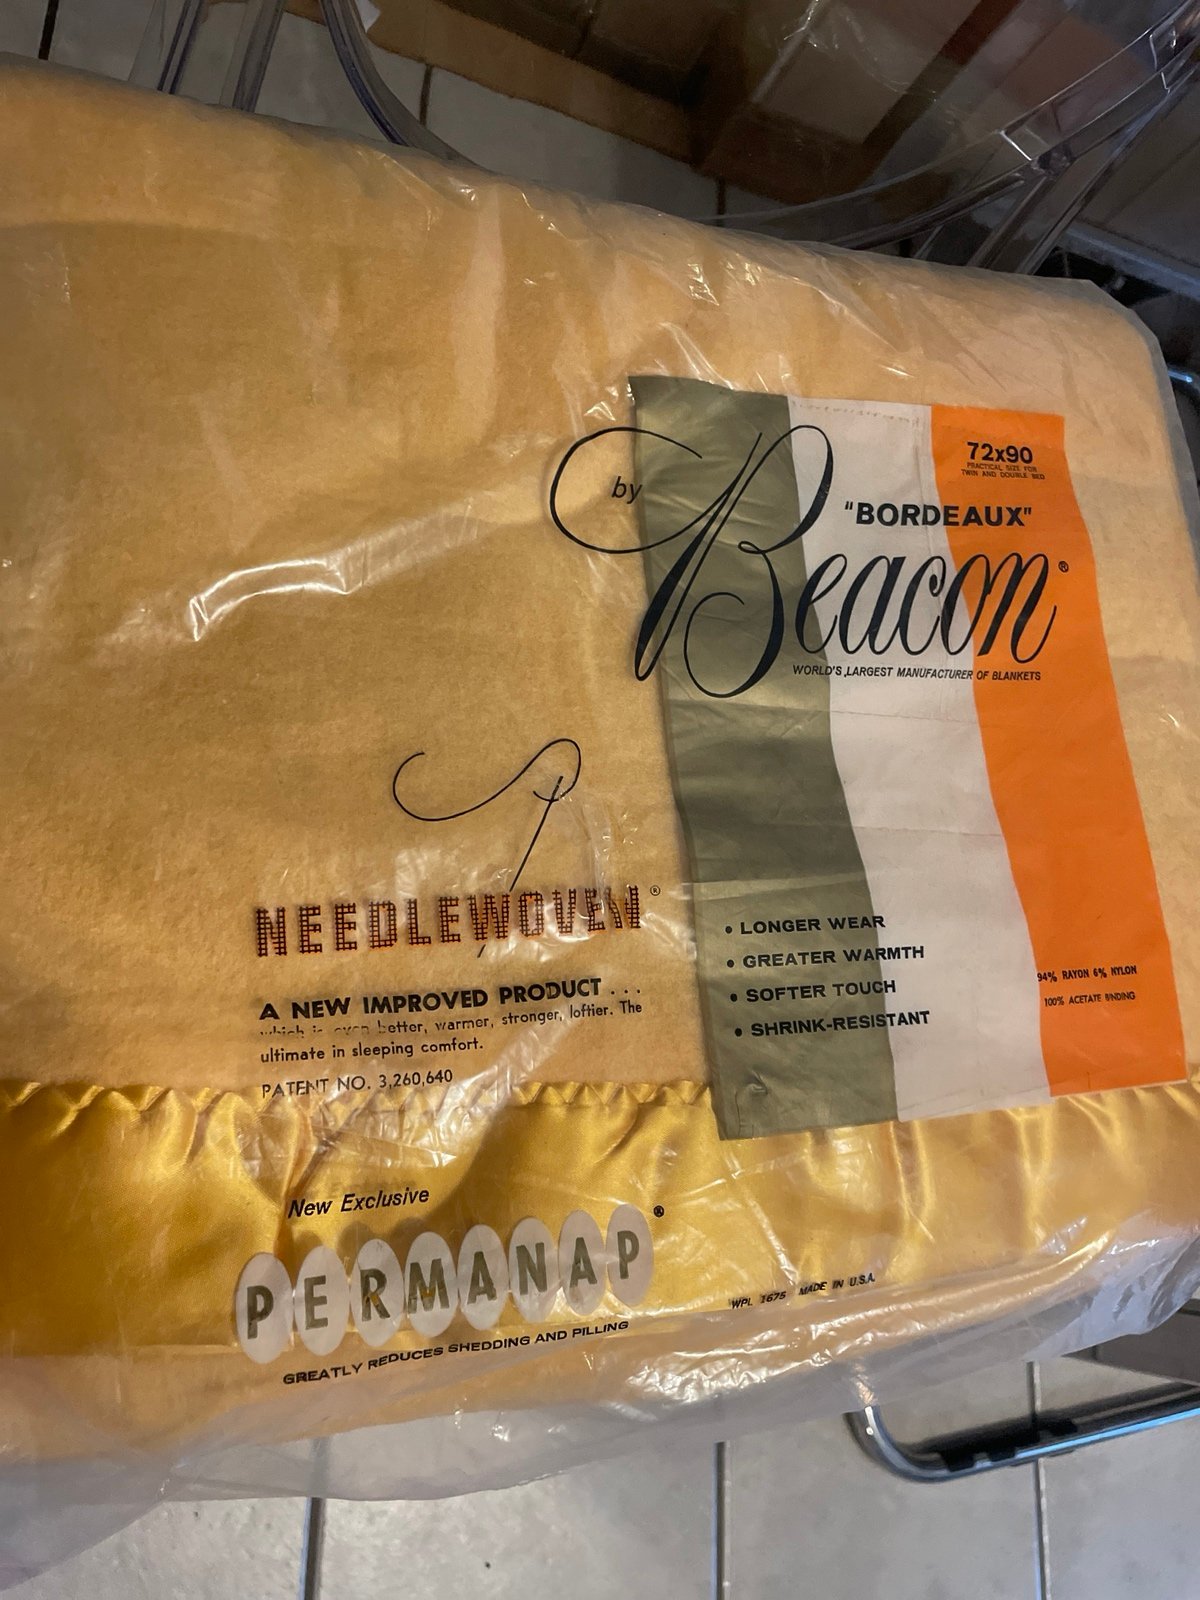 72x90
PRACTICAL SIZE FOR
TWIN AND DOUBLE BED
"BORDEAUX"
by Beacon®
WORLD'S LARGEST MANUFACTURER OF BLANKETS
NEEDLEWOVEN®
A NEW IMPROVED PRODUCT . . .
which is even better, warmer, stronger, loftier. The
ultimate in sleeping comfort.
PATENT NO. 3,260,640
• LONGER WEAR
• GREATER WARMTH
• SOFTER TOUCH
• SHRINK-RESISTANT
94% RAYON 6% NYLON
100% ACETATE BINDING
New Exclusive
PERMANAP®
GREATLY REDUCES SHEDDING AND PILLING
WPL 1675 MADE IN U.S.A.